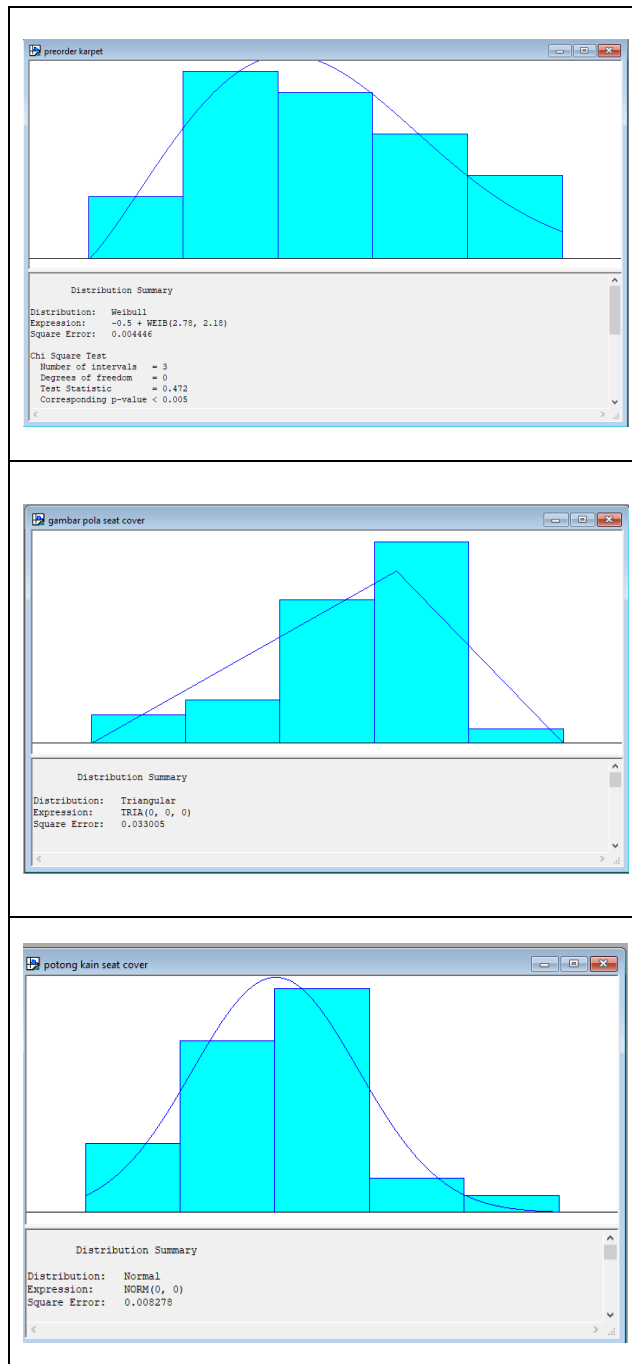 preorder karpet
Distribution Summary
Distribution: Weibull
Expression: -0.5 + WEIB(2.78, 2.18)
Square Error: 0.004446
Chi Square Test
Number of intervals = 3
Degrees of freedom = 0
Test Statistic = 0.472
Corresponding p-value < 0.005
gambar pola seat cover
Distribution Summary
Distribution: Triangular
Expression: TRIA(0, 0, 0)
Square Error: 0.033005
potong kain seat cover
Distribution Summary
Distribution: Normal
Expression: NORM(0, 0)
Square Error: 0.008278